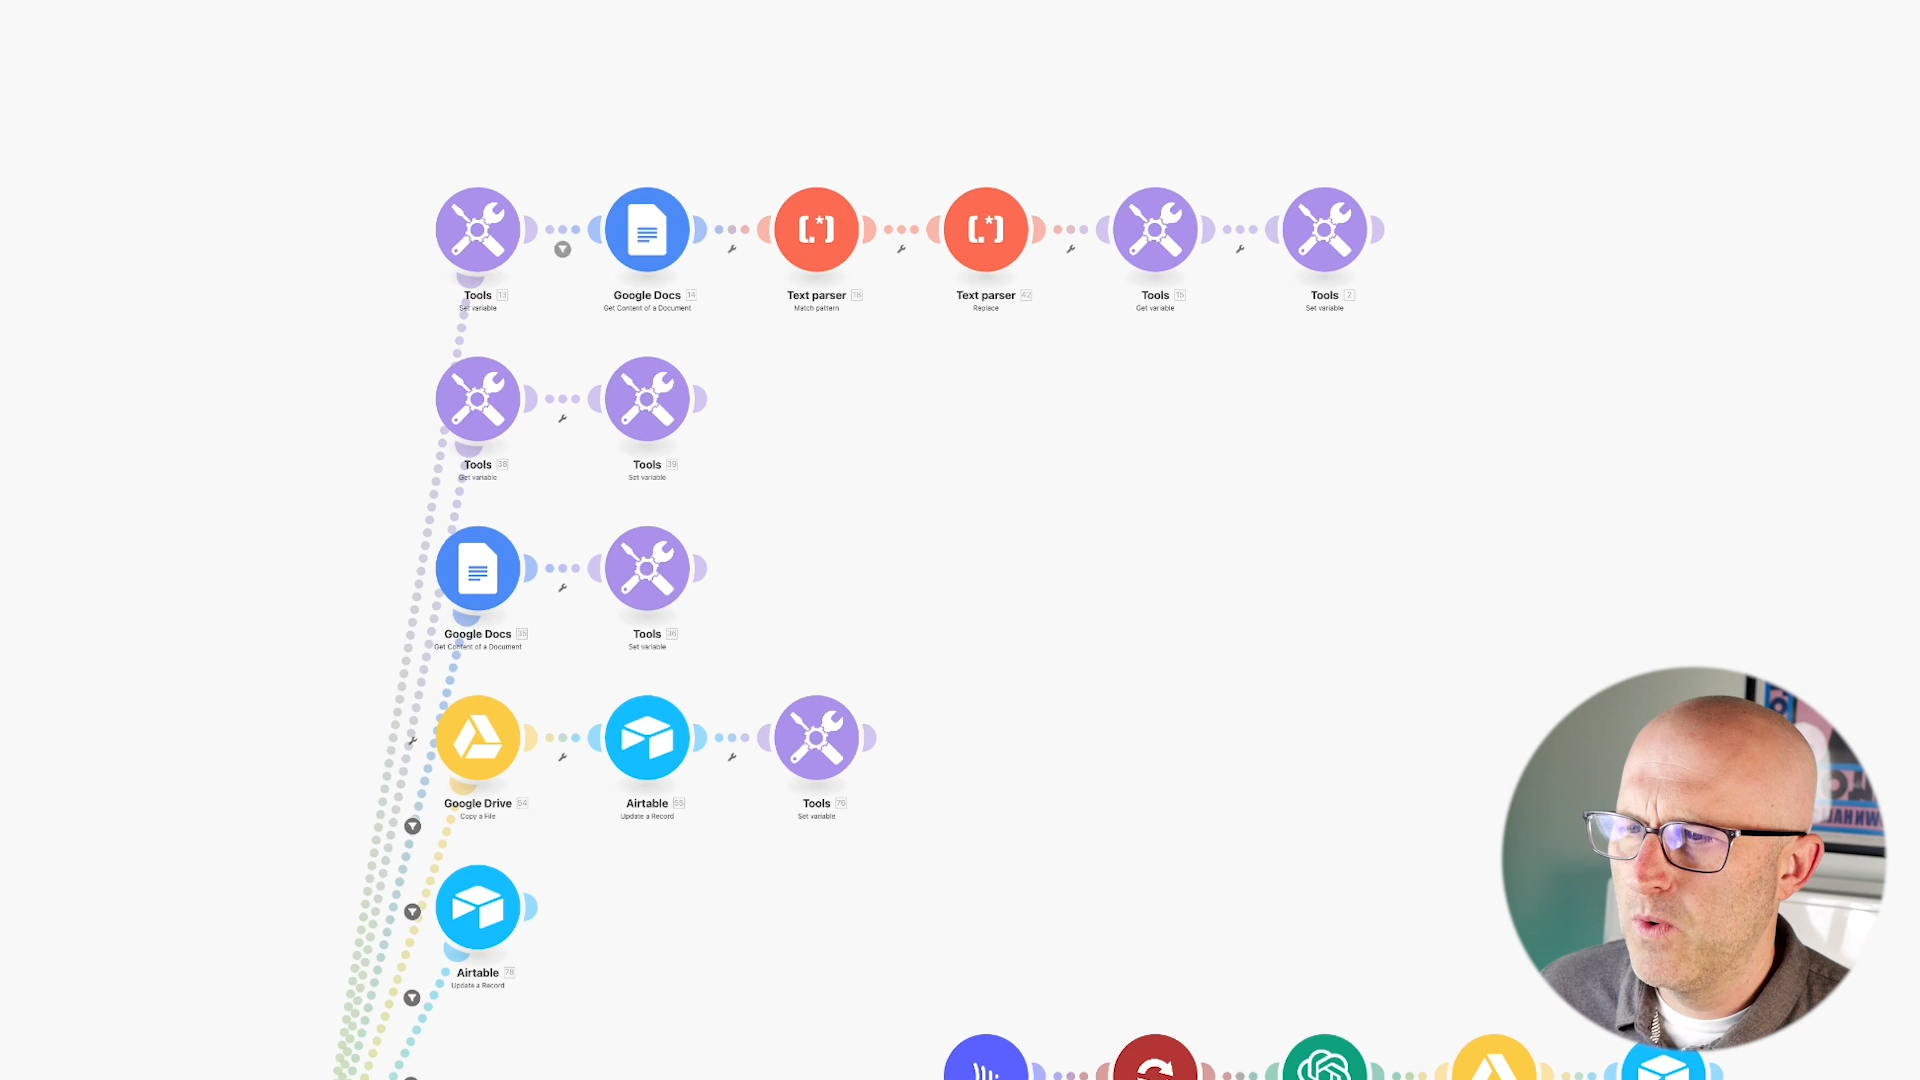 Tools 13
Set variable
Google Docs 14
Get Content of a Document
Text parser 18
Match pattern
Text parser 42
Replace
Tools 15
Get variable
Tools 2
Set variable
Tools 38
Get variable
Tools 39
Set variable
Google Docs 35
Get Content of a Document
Tools 36
Set variable
Google Drive 54
Copy a File
Airtable 55
Update a Record
Tools 76
Set variable
Airtable 78
Update a Record